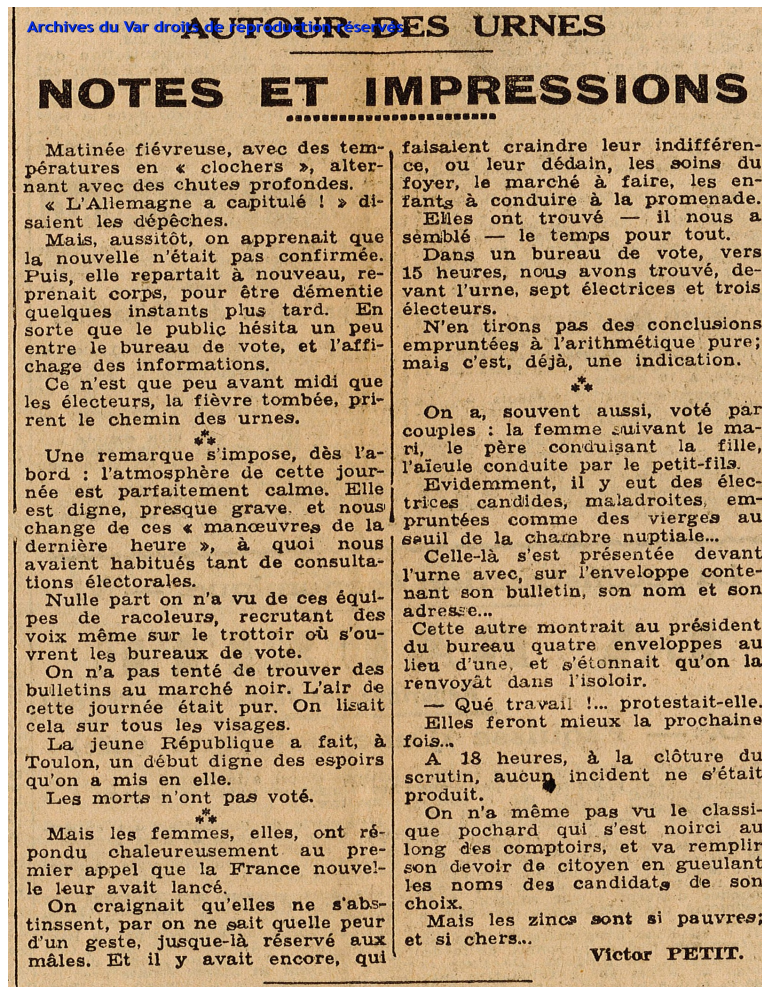 AUTOUR DES URNES
Archives du Var droits de reproduction réservés
NOTES ET IMPRESSIONS
Matinée fiévreuse, avec des tem-
pératures en « clochers », alter-
nant avec des chutes profondes.
« L'Allemagne a capitulé ! » di-
saient les dépêches.
Mais, aussitôt, on apprenait que
la nouvelle n'était pas confirmée.
Puis, elle repartait à nouveau, re-
prenait corps, pour être démentie
quelques instants plus tard. En
sorte que le public hésita un peu
entre le bureau de vote, et l'affi-
chage des informations.
Ce n'est que peu avant midi que
les électeurs, la fièvre tombée, pri-
rent le chemin des urnes.
***
Une remarque s'impose, dès l'a-
bord : l'atmosphère de cette jour-
née est parfaitement calme. Elle
est digne, presque grave, et nous
change de ces « manœuvres de la
dernière heure », à quoi nous
avaient habitués tant de consulta-
tions électorales.
Nulle part on n'a vu de ces équi-
pes de racoleurs, recrutant des
voix même sur le trottoir où s'ou-
vrent les bureaux de vote.
On n'a pas tenté de trouver des
bulletins au marché noir. L'air de
cette journée était pur. On lisait
cela sur tous les visages.
La jeune République a fait, à
Toulon, un début digne des espoirs
qu'on a mis en elle.
Les morts n'ont pas voté.
***
Mais les femmes, elles, ont ré-
pondu chaleureusement au pre-
mier appel que la France nouvel-
le leur avait lancé.
On craignait qu'elles ne s'abs-
tinssent, par on ne sait quelle peur
d'un geste, jusque-là réservé aux
mâles. Et il y avait encore, qui
faisaient craindre leur indifféren-
ce, ou leur dédain, les soins du
foyer, le marché à faire, les en-
fants à conduire à la promenade.
Elles ont trouvé — il nous a
semblé — le temps pour tout.
Dans un bureau de vote, vers
15 heures, nous avons trouvé, de-
vant l'urne, sept électrices et trois
électeurs.
N'en tirons pas des conclusions
empruntées à l'arithmétique pure;
mais c'est, déjà, une indication.
***
On a, souvent aussi, voté par
couples : la femme suivant le ma-
ri, le père conduisant la fille,
l'aïeule conduite par le petit-fils.
Evidemment, il y eut des élec-
trices candides, maladroites, em-
pruntées comme des vierges au
seuil de la chambre nuptiale...
Celle-là s'est présentée devant
l'urne avec, sur l'enveloppe conte-
nant son bulletin, son nom et son
adresse...
Cette autre montrait au président
du bureau quatre enveloppes au
lieu d'une, et s'étonnait qu'on la
renvoyât dans l'isoloir.
— Qué travail !... protestait-elle.
Elles feront mieux la prochaine
fois...
A 18 heures, à la clôture du
scrutin, aucun incident ne s'était
produit.
On n'a même pas vu le classi-
que pochard qui s'est noirci au
long des comptoirs, et va remplir
son devoir de citoyen en gueulant
les noms des candidats de son
choix.
Mais les zincs sont si pauvres;
et si chers...
Victor PETIT.